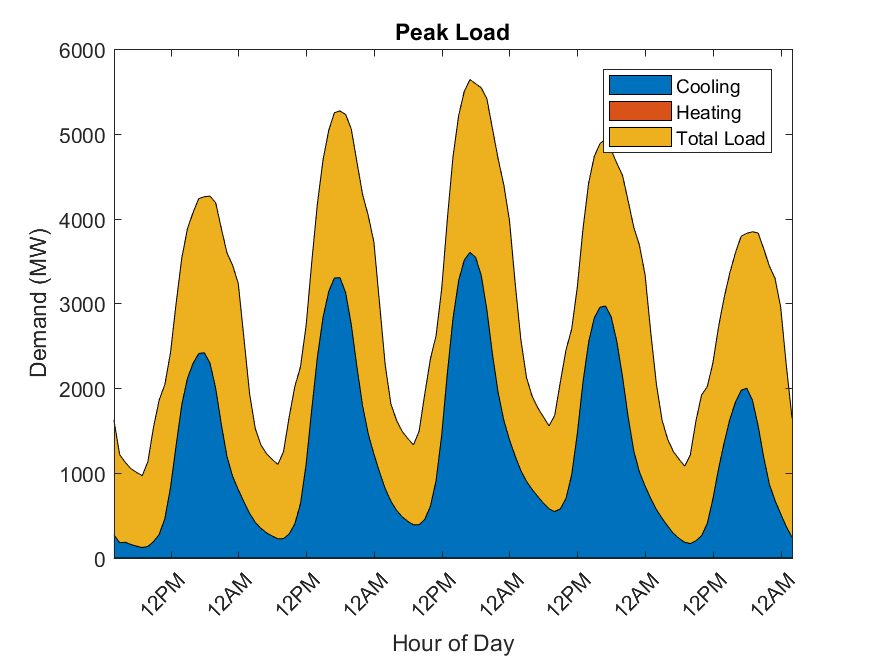 Peak Load
6000
5000
4000
3000
2000
1000
0
Demand (MW)
Cooling
Heating
Total Load
12PM
12AM
12PM
12AM
12PM
12AM
12PM
12AM
12PM
12AM
Hour of Day